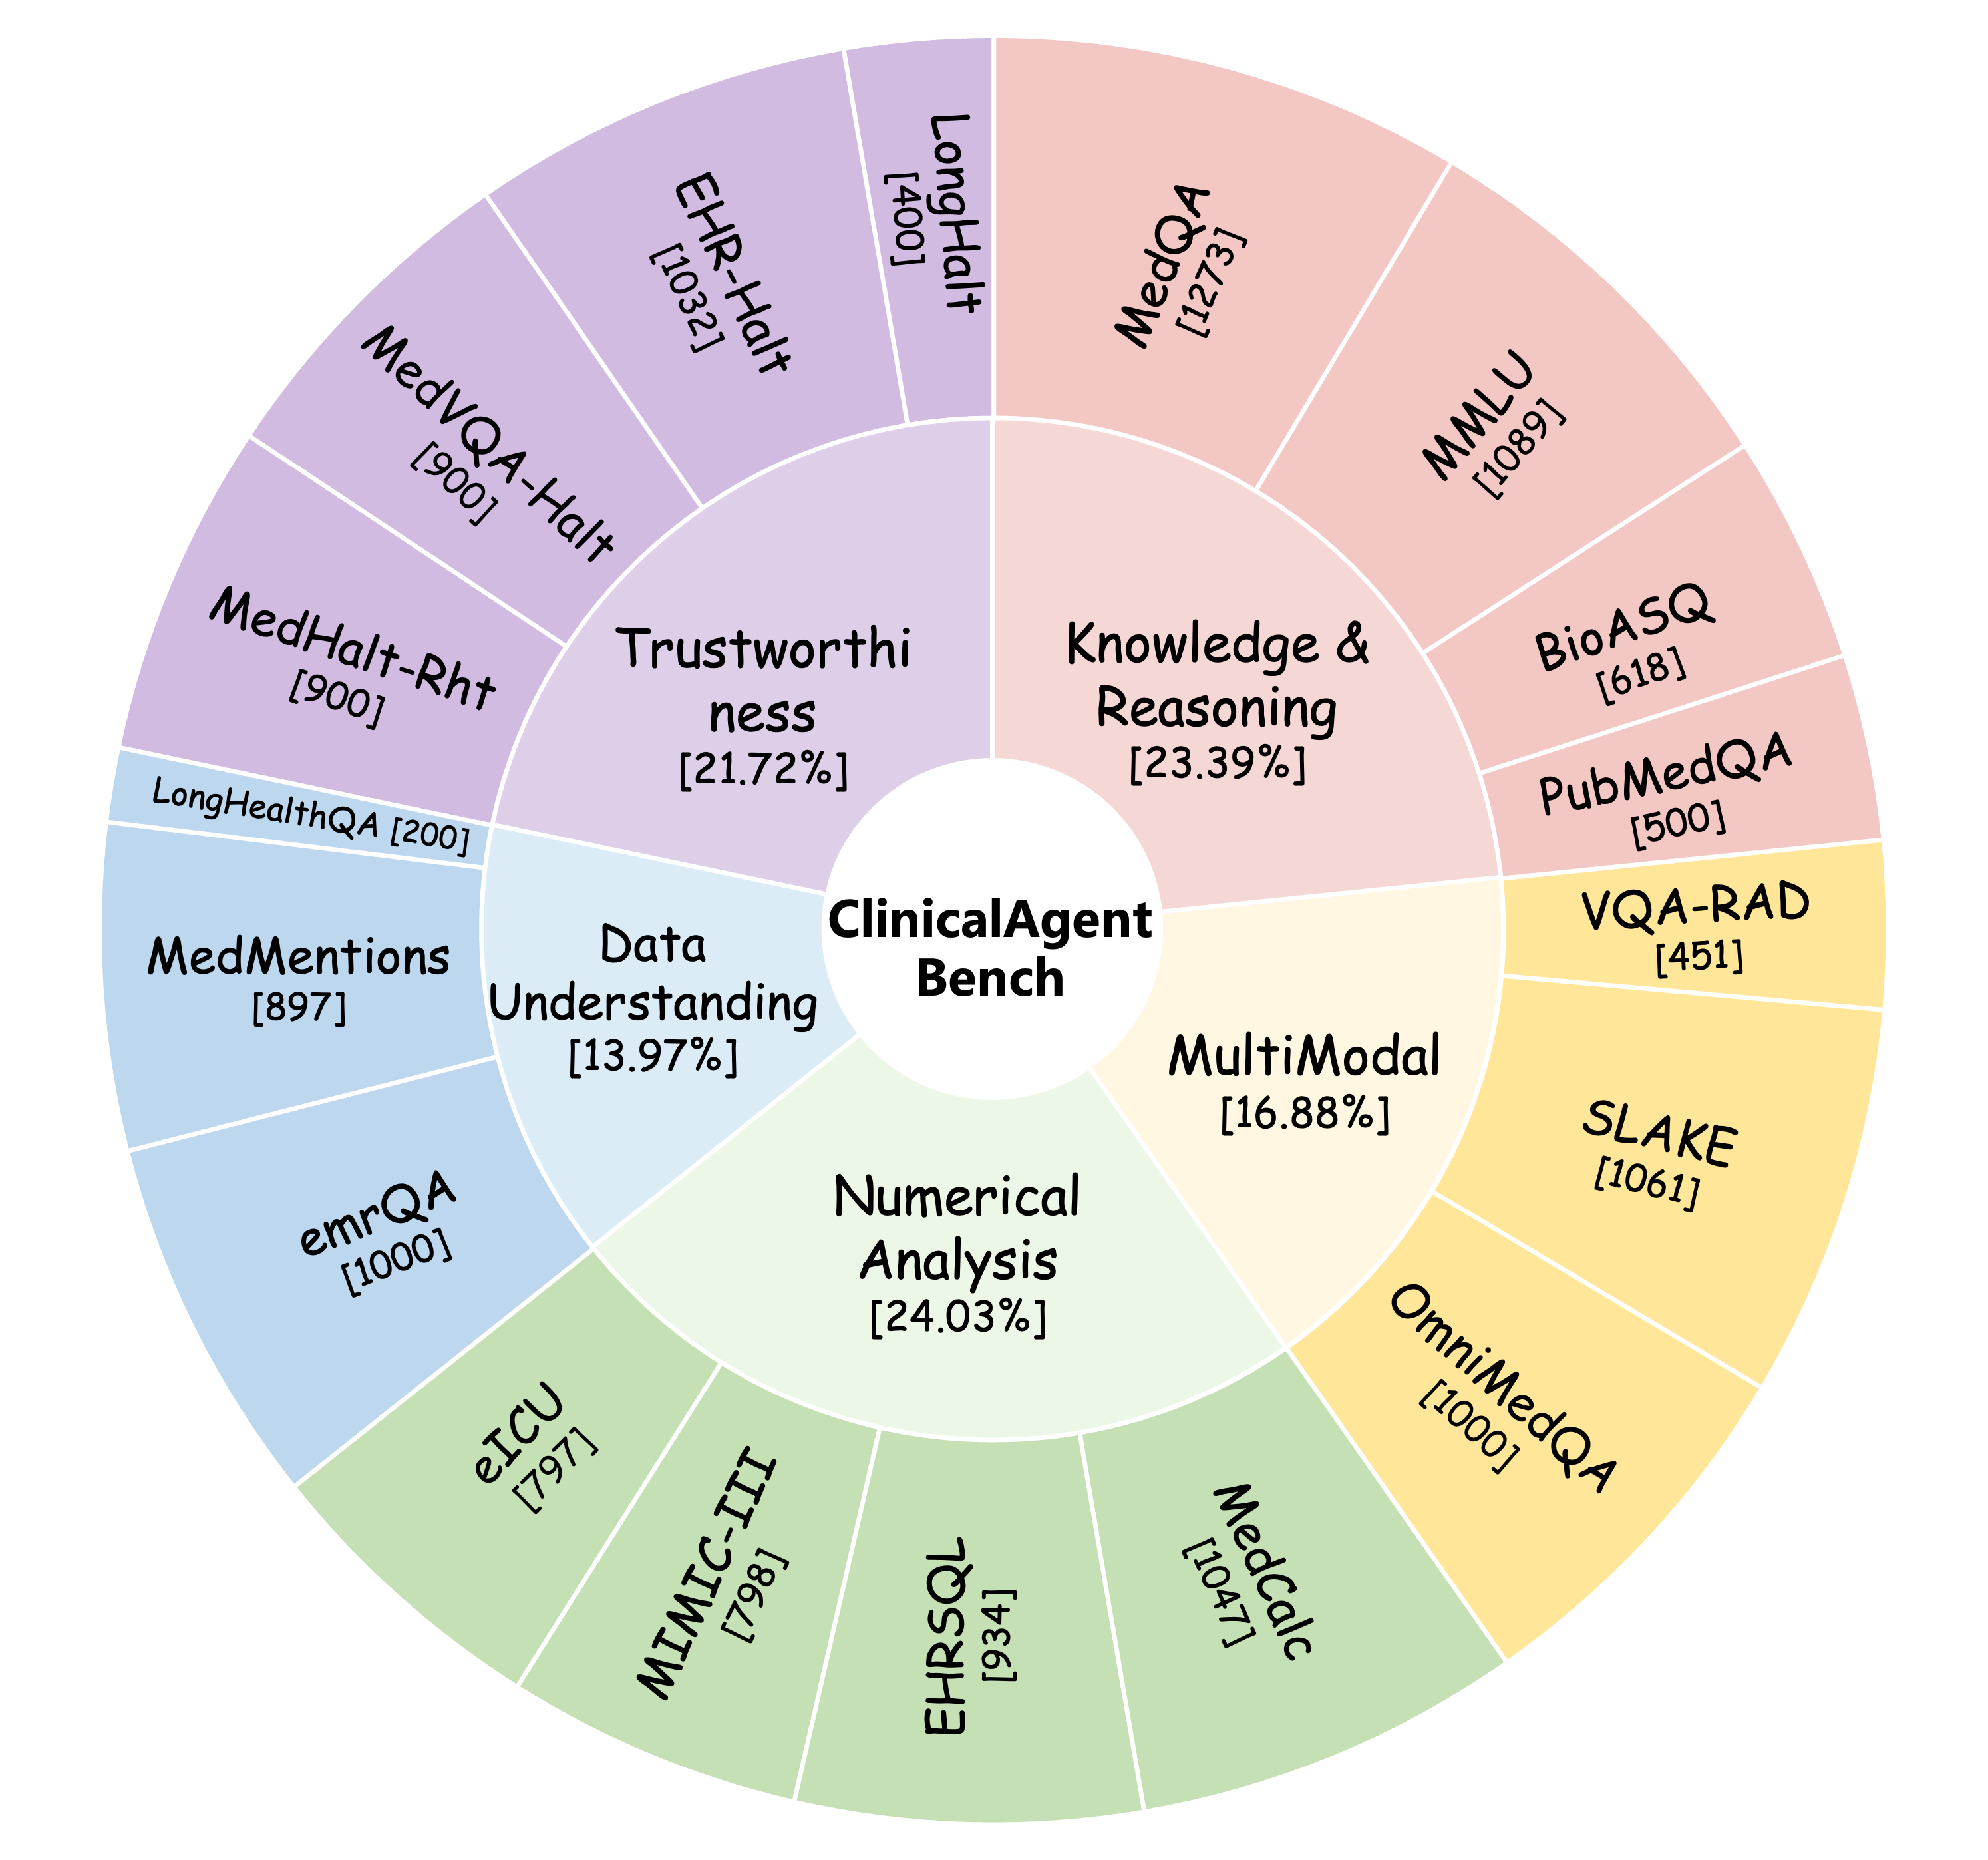 ClinicalAgent
Bench
Knowledge &
Reasoning
[23.39%]
MedQA
[1273]
MMLU
[1089]
BioASQ
[618]
PubMedQA
[500]
MultiModal
[16.88%]
VQA-RAD
[451]
SLAKE
[1061]
OmniMedQA
[1000]
Numerical
Analysis
[24.03%]
MedCalc
[1047]
EHRSQL
[934]
MIMIC-III
[798]
eICU
[797]
Data
Understanding
[13.97%]
emrQA
[1000]
MedMentions
[897]
LongHealthQA [200]
Trustworthi
ness
[21.72%]
MedHalt-Rht
[900]
MedVQA-Halt
[900]
EHR-Halt
[1032]
LongHalt
[400]